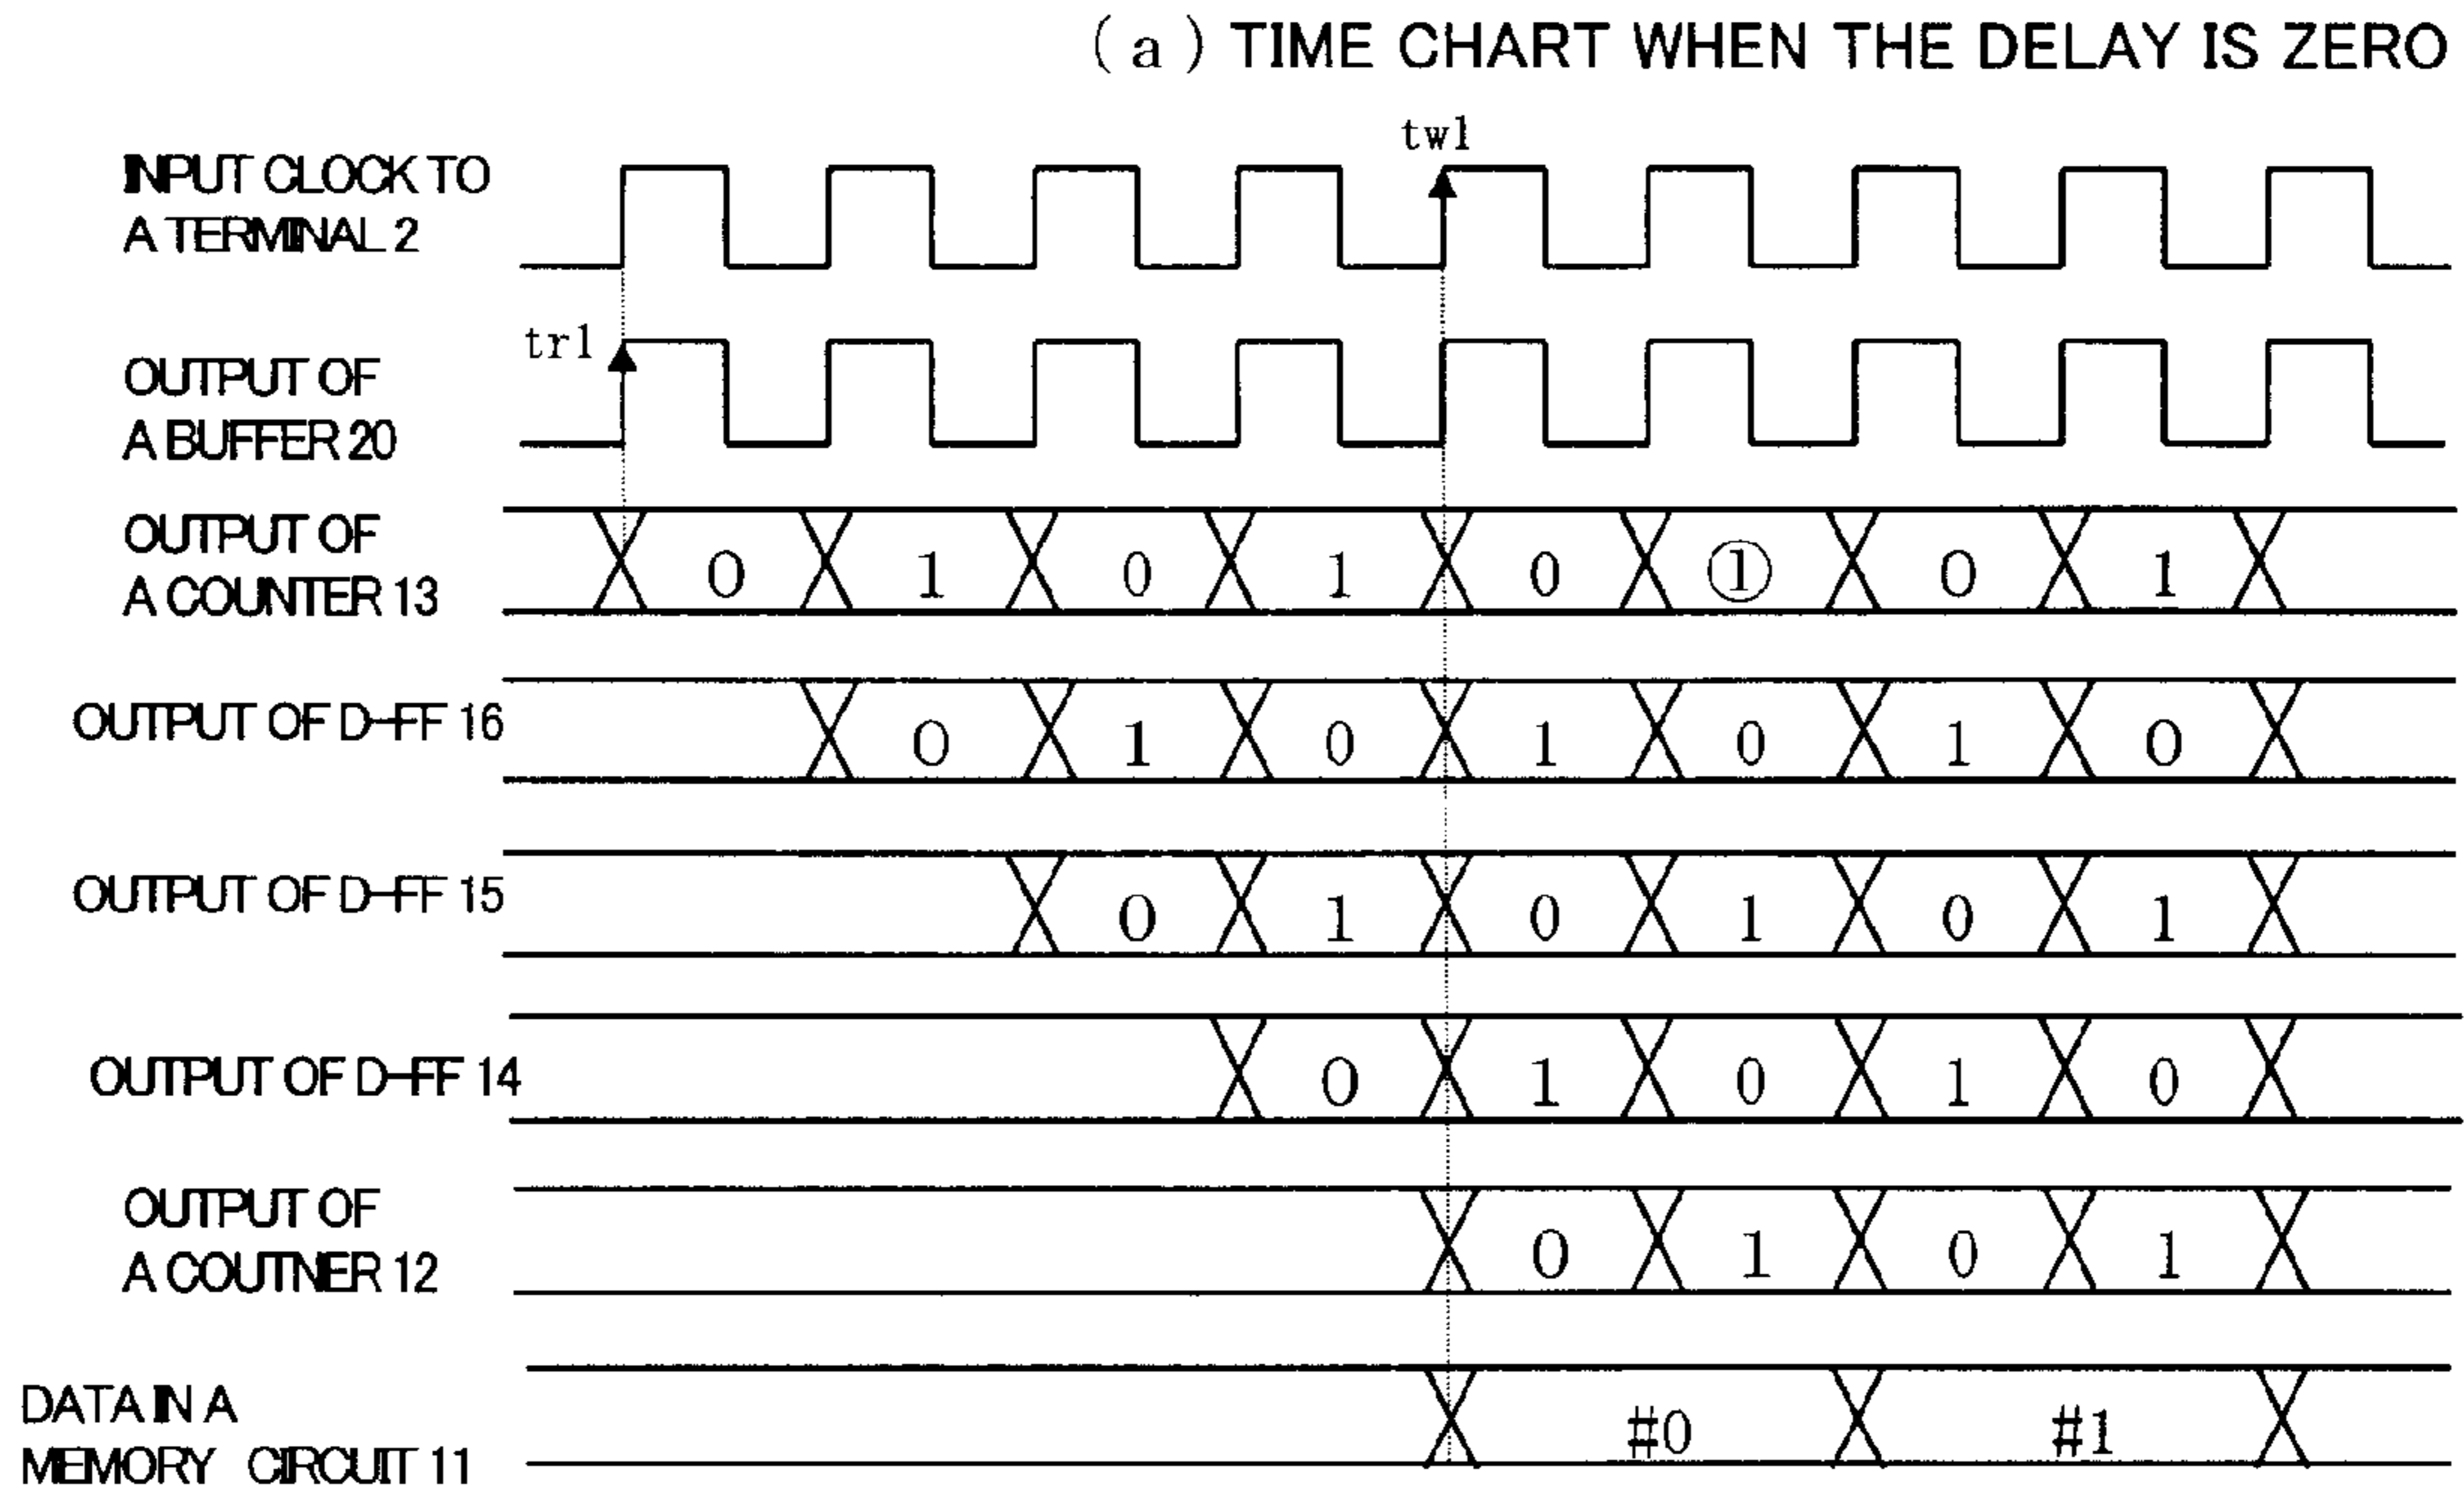 (a) TIME CHART WHEN THE DELAY IS ZERO
tw1
INPUT CLOCK TO
A TERMINAL 2
tr1
OUTPUT OF
A BUFFER 20
OUTPUT OF
A COUNTER 13
0 1 0 1 0 ① 0 1
OUTPUT OF D-FF 16
0 1 0 1 0 1 0
OUTPUT OF D-FF 15
0 1 0 1 0 1
OUTPUT OF D-FF 14
0 1 0 1 0
OUTPUT OF
A COUTNER 12
0 1 0 1
DATA IN A
MEMORY CIRCUIT 11
#0 #1